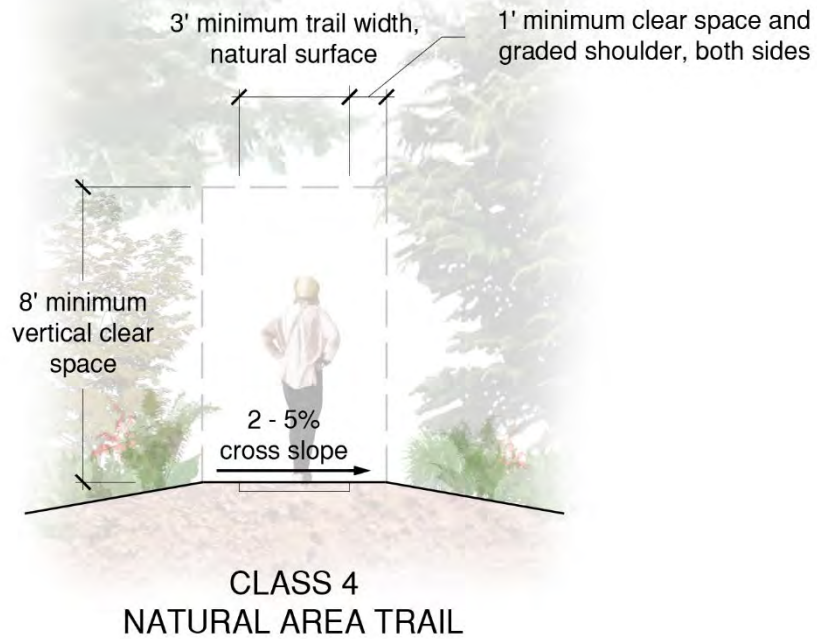 3' minimum trail width,
natural surface
1' minimum clear space and
graded shoulder, both sides
8' minimum
vertical clear
space
2 - 5%
cross slope
CLASS 4
NATURAL AREA TRAIL